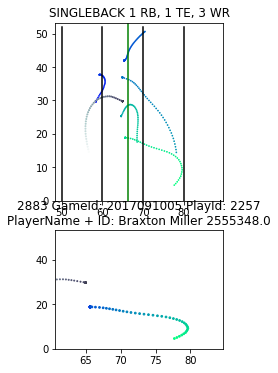 SINGLEBACK 1 RB, 1 TE, 3 WR
50
40
30
20
10
0
50 60 70 80
2883 GameId: 2017091005 PlayId: 2257
PlayerName + ID: Braxton Miller 2555348.0
40
20
0
65 70 75 80